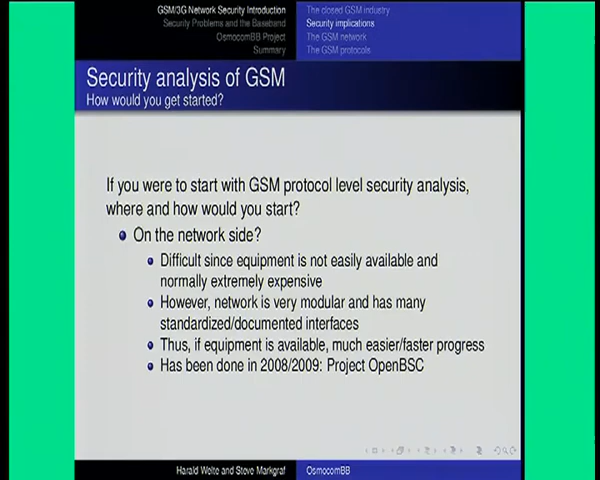 GSM/3G Network Security Introduction
Security Problems and the Baseband
OsmocomBB Project
Summary
The closed GSM industry
Security implications
The GSM network
The GSM protocols
Security analysis of GSM
How would you get started?
If you were to start with GSM protocol level security analysis,
where and how would you start?
On the network side?
Difficult since equipment is not easily available and
normally extremely expensive
However, network is very modular and has many
standardized/documented interfaces
Thus, if equipment is available, much easier/faster progress
Has been done in 2008/2009: Project OpenBSC
Harald Welte and Steve Markgraf
OsmocomBB